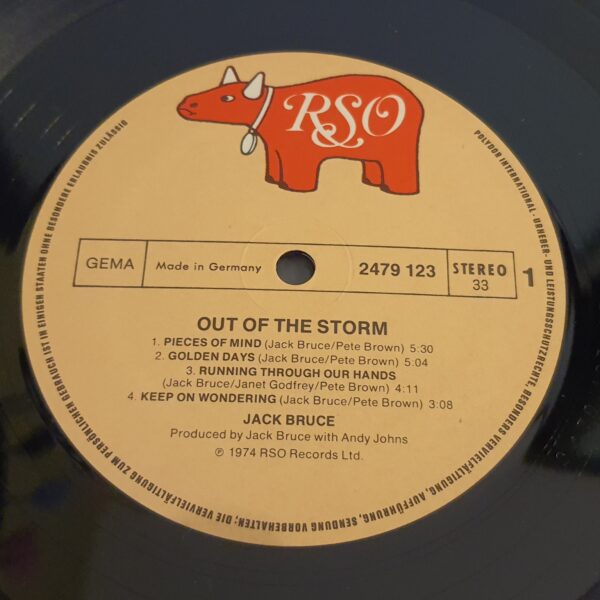 RSO
GEMA
Made in Germany
2479 123
STEREO
33
1
OUT OF THE STORM
1. PIECES OF MIND (Jack Bruce/Pete Brown) 5:30
2. GOLDEN DAYS (Jack Bruce/Pete Brown) 5:04
3. RUNNING THROUGH OUR HANDS
(Jack Bruce/Janet Godfrey/Pete Brown) 4:11
4. KEEP ON WONDERING (Jack Bruce/Pete Brown) 3:08
JACK BRUCE
Produced by Jack Bruce with Andy Johns
℗ 1974 RSO Records Ltd.
POLYDOR INTERNATIONAL · URHEBER- UND LEISTUNGSSCHUTZRECHTE, BESONDERS VERVIELFÄLTIGUNG, AUFFÜHRUNG, SENDUNG VORBEHALTEN; DIE VERVIELFÄLTIGUNG ZUM PERSÖNLICHEN GEBRAUCH IST IN EINIGEN STAATEN OHNE BESONDERE ERLAUBNIS ZULÄSSIG